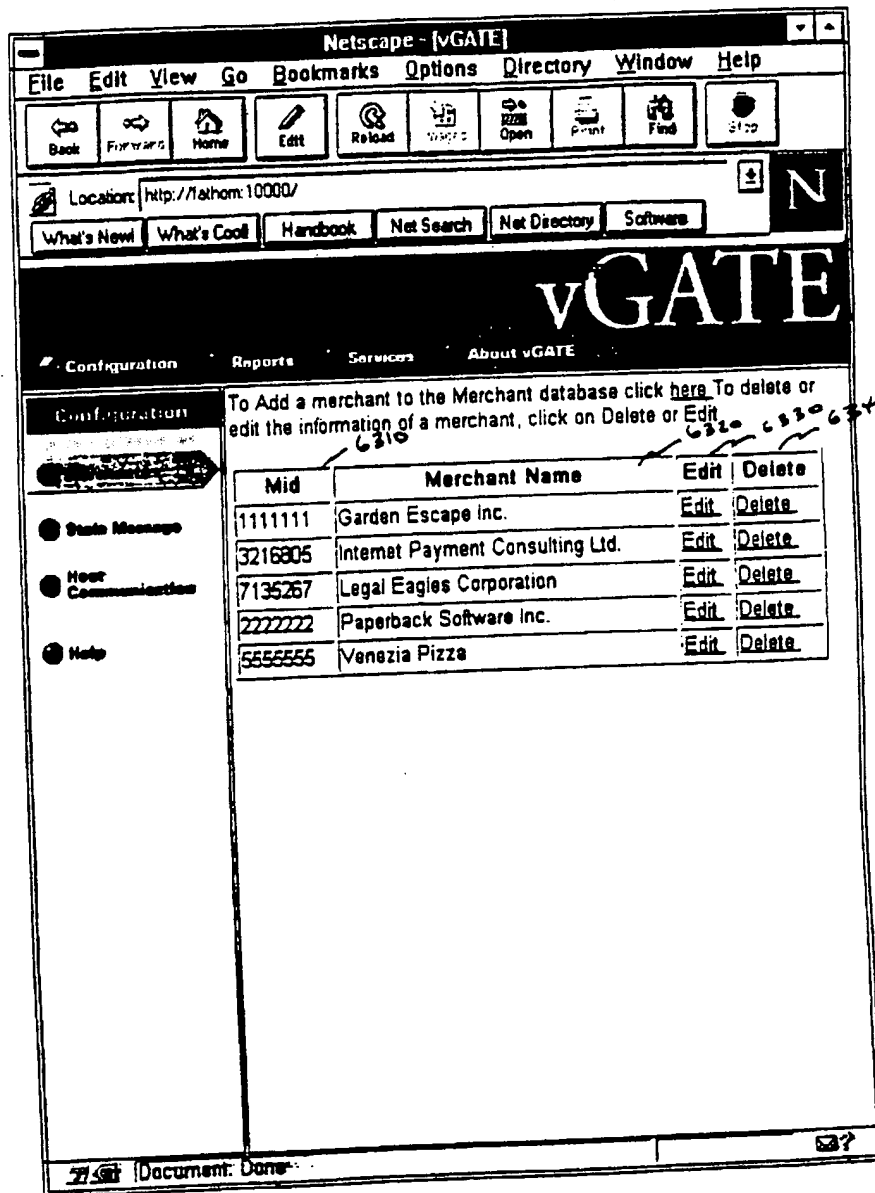 Netscape - [vGATE]
File Edit View Go Bookmarks Options Directory Window Help
Back Forward Home Edit Reload Images Open Print Find Stop
Location: http://fathom:10000/
What's New! What's Cool! Handbook Net Search Net Directory Software
N
vGATE
Configuration Reports Services About vGATE
Configuration
To Add a merchant to the Merchant database click here To delete or
edit the information of a merchant, click on Delete or Edit
6310 6320 6330
Mid Merchant Name Edit Delete
1111111 Garden Escape Inc. Edit Delete
3216805 Internet Payment Consulting Ltd. Edit Delete
7135267 Legal Eagles Corporation Edit Delete
2222222 Paperback Software Inc. Edit Delete
5555555 Venezia Pizza Edit Delete
Message
Host
Communication
Help
Document: Done